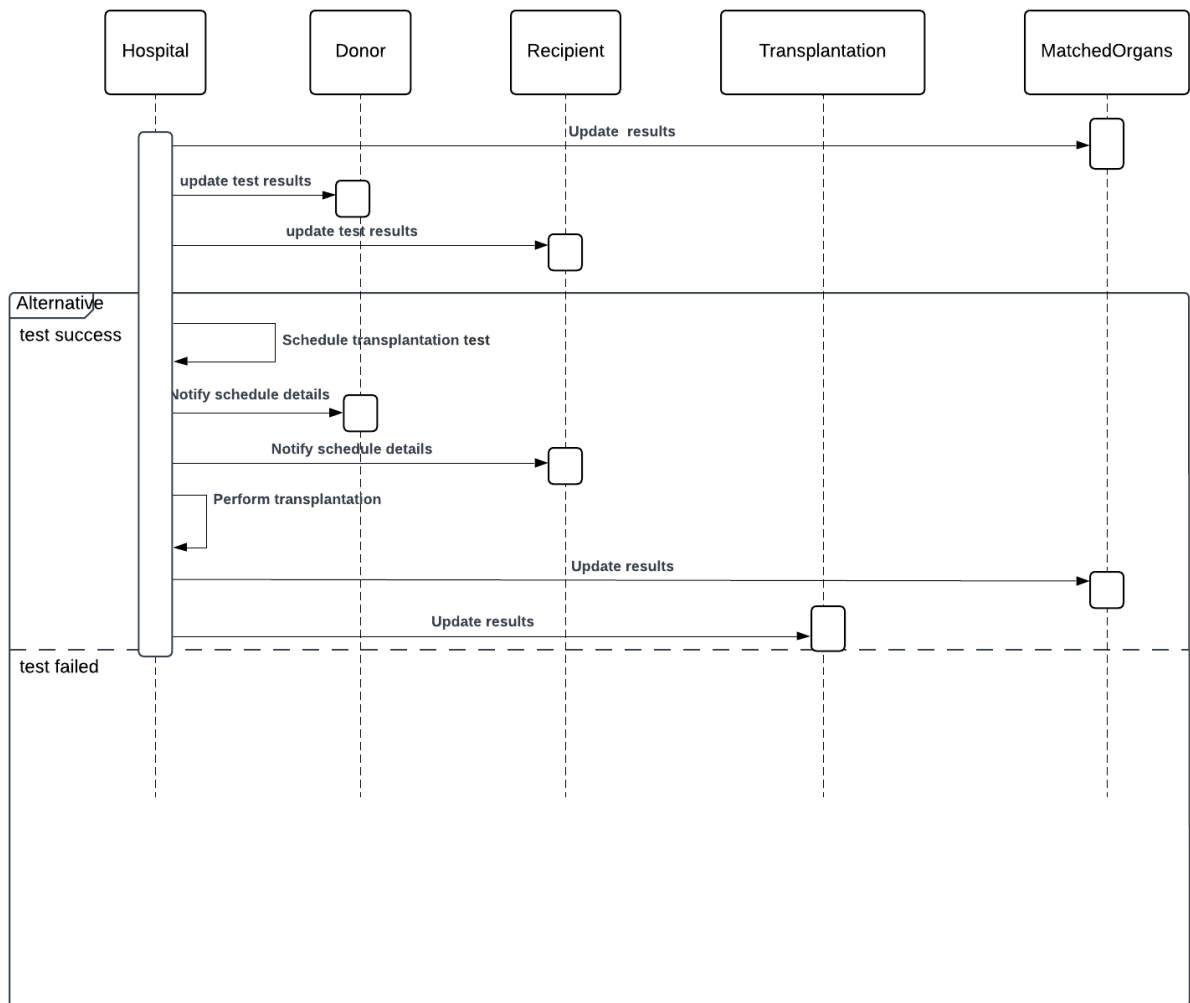 Hospital
Donor
Recipient
Transplantation
MatchedOrgans
Update results
update test results
update test results
Alternative
test success
Schedule transplantation test
Notify schedule details
Notify schedule details
Perform transplantation
Update results
Update results
test failed